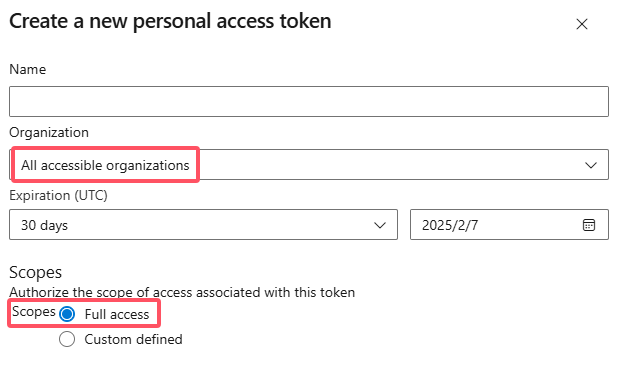 Create a new personal access token
Name
Organization
All accessible organizations
Expiration (UTC)
30 days 2025/2/7
Scopes
Authorize the scope of access associated with this token
Scopes Full access
Custom defined